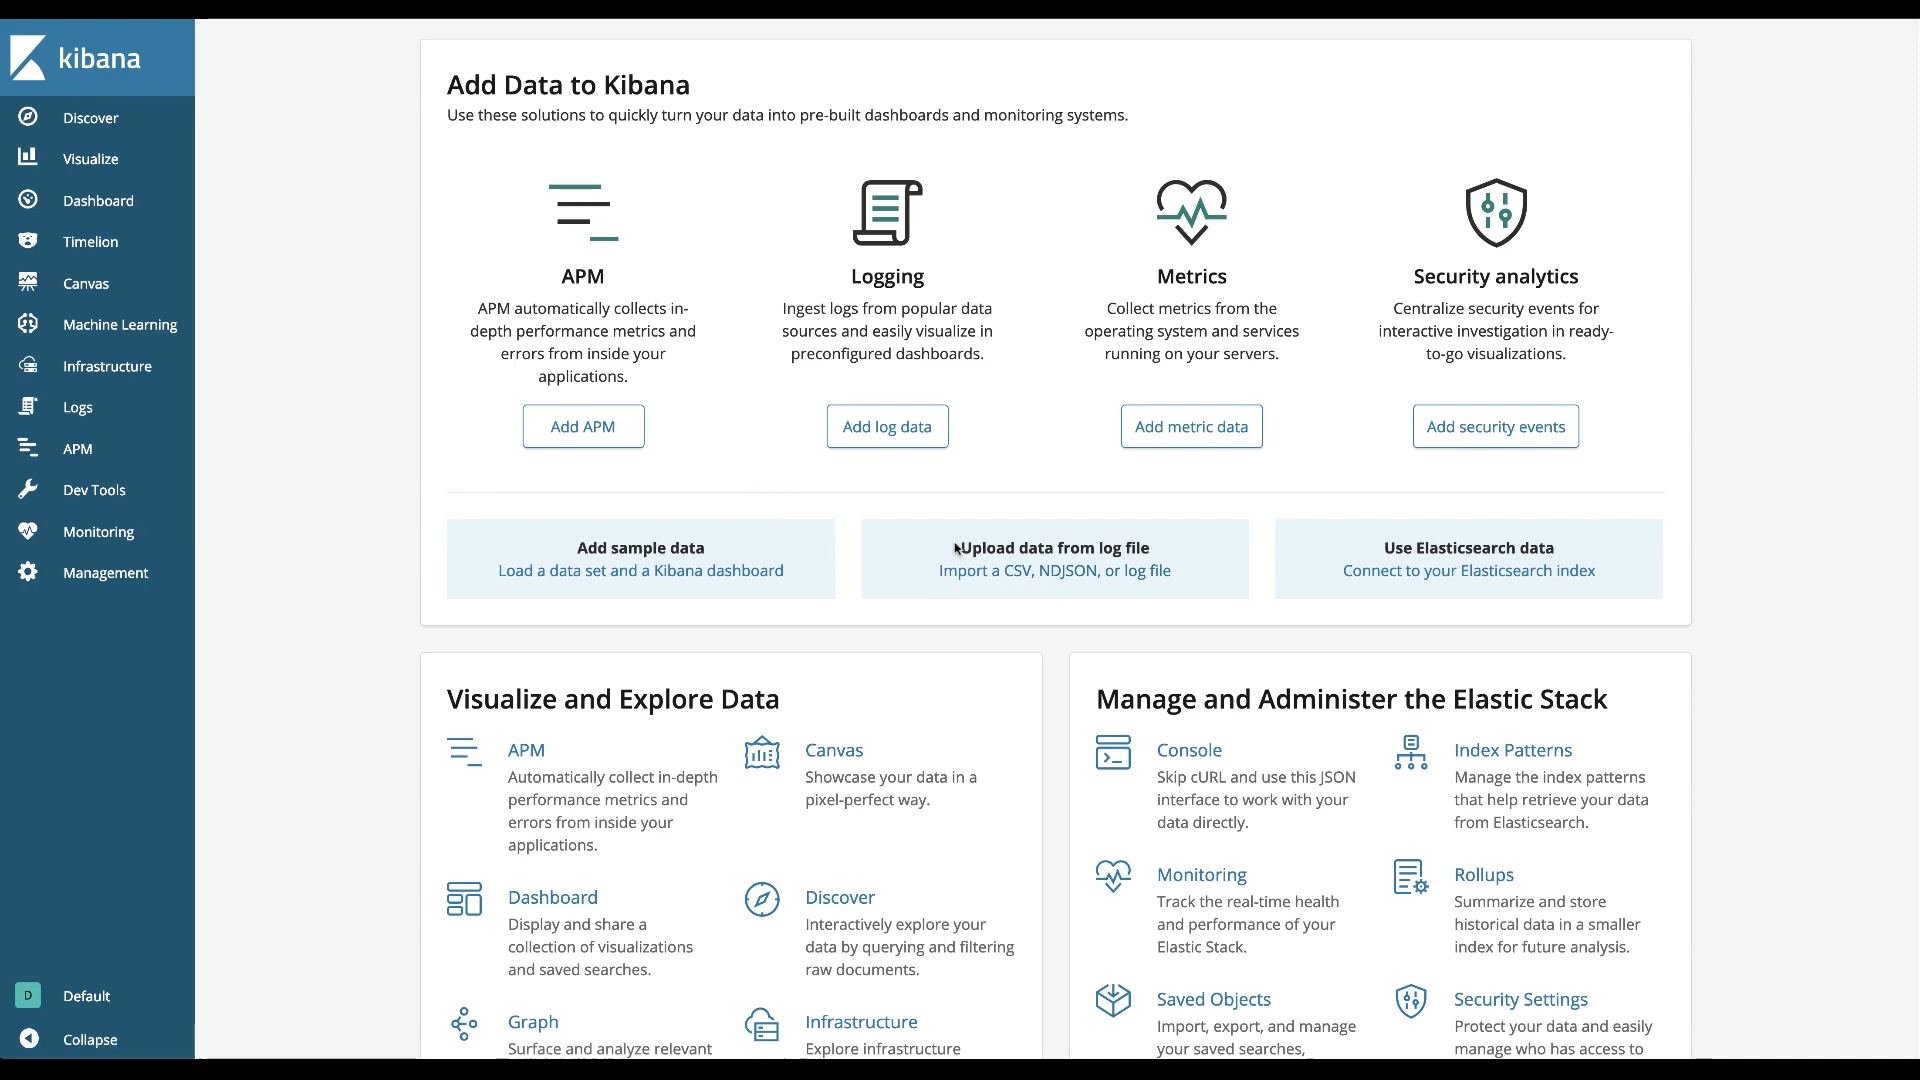 kibana
Discover
Visualize
Dashboard
Timelion
Canvas
Machine Learning
Infrastructure
Logs
APM
Dev Tools
Monitoring
Management
D Default
Collapse
Add Data to Kibana
Use these solutions to quickly turn your data into pre-built dashboards and monitoring systems.
APM
APM automatically collects in-
depth performance metrics and
errors from inside your
applications.
Add APM
Logging
Ingest logs from popular data
sources and easily visualize in
preconfigured dashboards.
Add log data
Metrics
Collect metrics from the
operating system and services
running on your servers.
Add metric data
Security analytics
Centralize security events for
interactive investigation in ready-
to-go visualizations.
Add security events
Add sample data
Load a data set and a Kibana dashboard
Upload data from log file
Import a CSV, NDJSON, or log file
Use Elasticsearch data
Connect to your Elasticsearch index
Visualize and Explore Data
APM
Automatically collect in-depth
performance metrics and
errors from inside your
applications.
Canvas
Showcase your data in a
pixel-perfect way.
Dashboard
Display and share a
collection of visualizations
and saved searches.
Discover
Interactively explore your
data by querying and filtering
raw documents.
Graph
Surface and analyze relevant
Infrastructure
Explore infrastructure
Manage and Administer the Elastic Stack
Console
Skip cURL and use this JSON
interface to work with your
data directly.
Index Patterns
Manage the index patterns
that help retrieve your data
from Elasticsearch.
Monitoring
Track the real-time health
and performance of your
Elastic Stack.
Rollups
Summarize and store
historical data in a smaller
index for future analysis.
Saved Objects
Import, export, and manage
your saved searches,
Security Settings
Protect your data and easily
manage who has access to